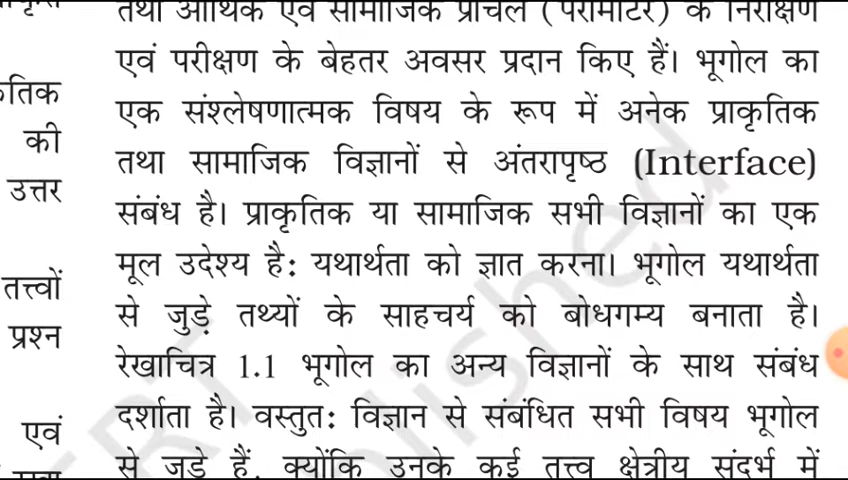 कृतिक
की
उत्तर
तत्त्वों
प्रश्न
एवं
तथा आर्थिक एवं सामाजिक प्राचल (पैरामीटर) के निरीक्षण
एवं परीक्षण के बेहतर अवसर प्रदान किए हैं। भूगोल का
एक संश्लेषणात्मक विषय के रूप में अनेक प्राकृतिक
तथा सामाजिक विज्ञानों से अंतरापृष्ठ (Interface)
संबंध है। प्राकृतिक या सामाजिक सभी विज्ञानों का एक
मूल उदेश्य है: यथार्थता को ज्ञात करना। भूगोल यथार्थता
से जुड़े तथ्यों के साहचर्य को बोधगम्य बनाता है।
रेखाचित्र 1.1 भूगोल का अन्य विज्ञानों के साथ संबंध
दर्शाता है। वस्तुत: विज्ञान से संबंधित सभी विषय भूगोल
से जुड़े हैं, क्योंकि उनके कई तत्त्व क्षेत्रीय संदर्भ में